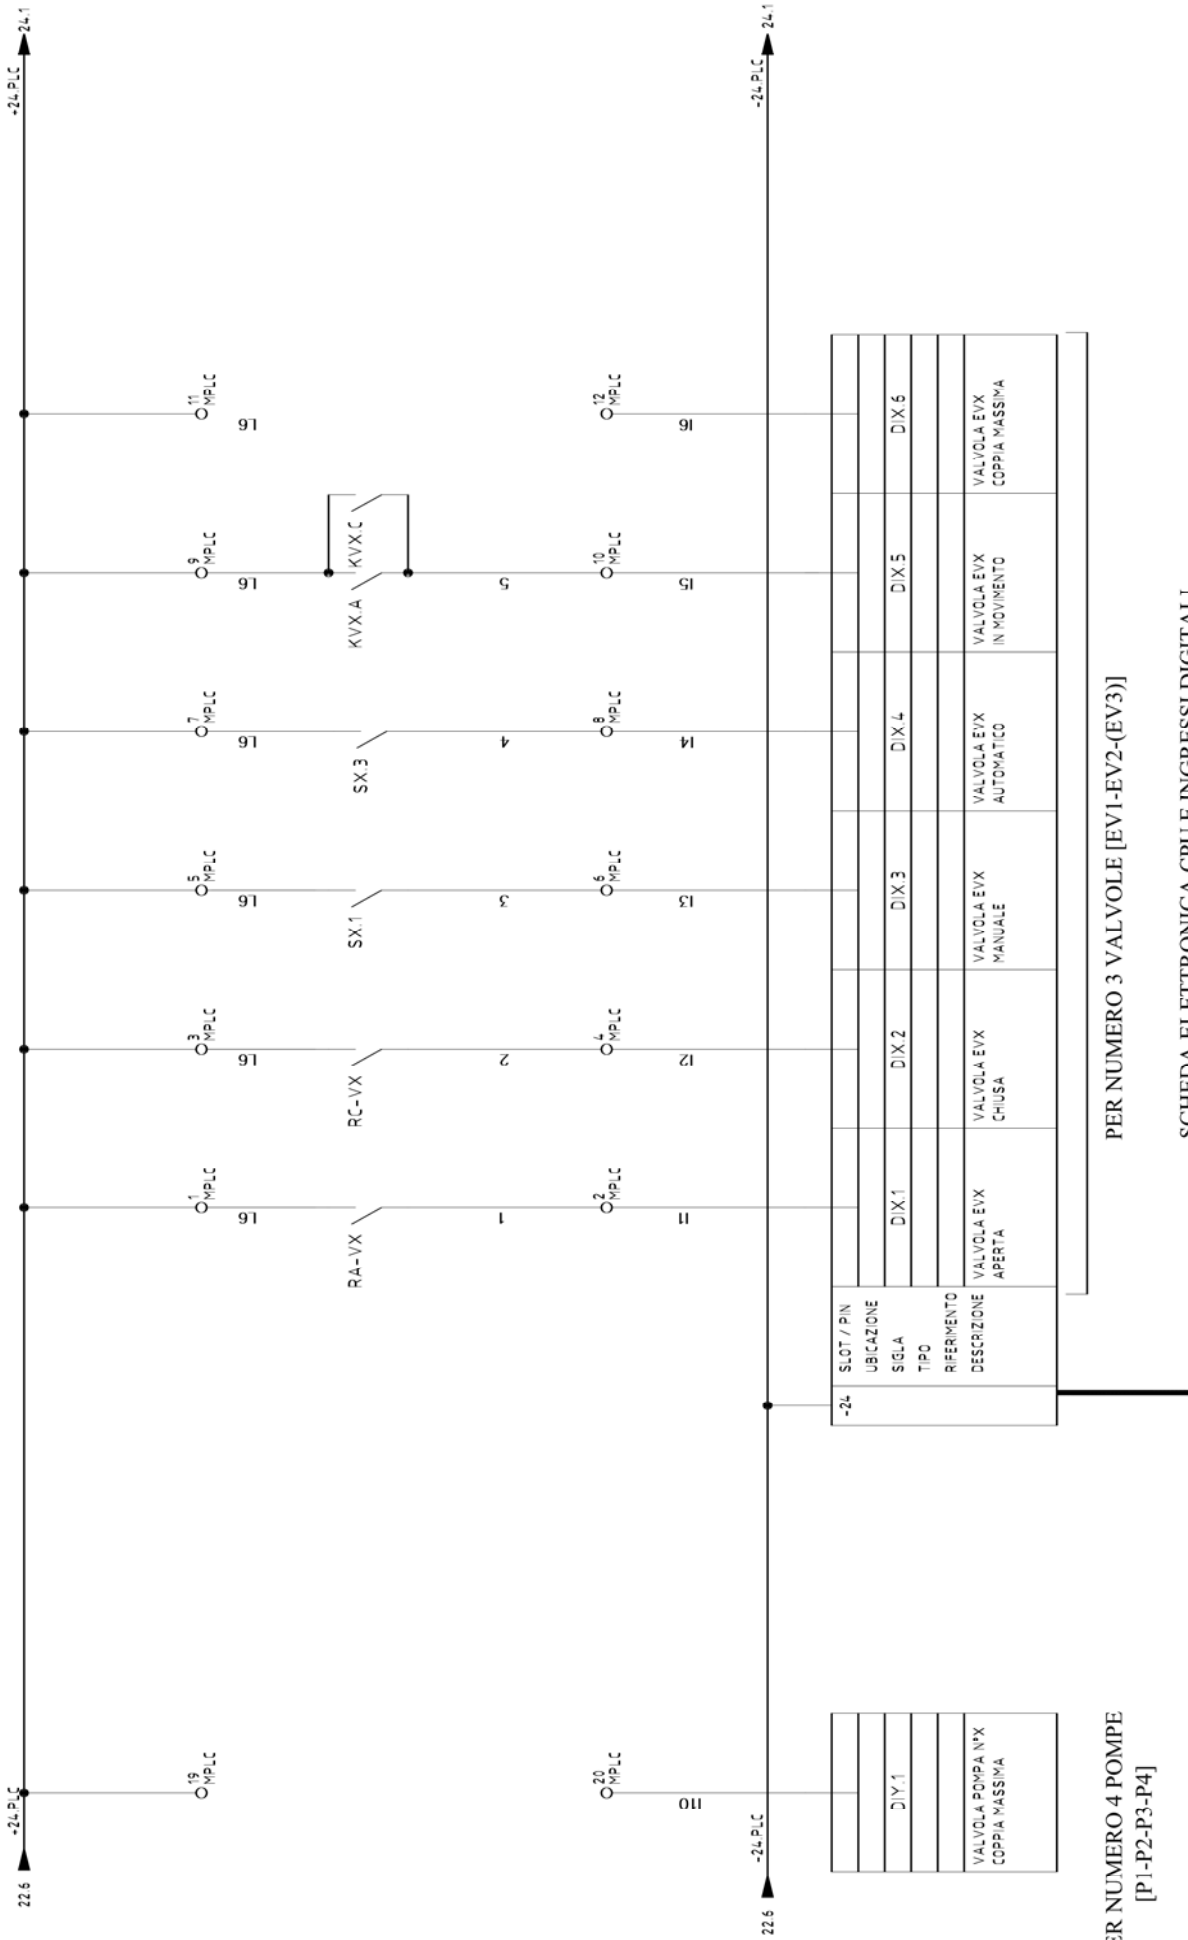 22.6
+24.PLC
+24.PLC
24.1
19
MPLC
1
MPLC
3
MPLC
5
MPLC
7
MPLC
9
MPLC
11
MPLC
L6
L6
L6
L6
L6
L6
RA-VX
RC-VX
SX.1
SX.3
KVX.A
KVX.C
1
2
3
4
5
20
MPLC
2
MPLC
4
MPLC
6
MPLC
8
MPLC
10
MPLC
12
MPLC
I10
I1
I2
I3
I4
I5
I6
22.6
-24.PLC
-24.PLC
24.1
-24
SLOT / PIN
UBICAZIONE
SIGLA
DIY.1
DIX.1
DIX.2
DIX.3
DIX.4
DIX.5
DIX.6
TIPO
RIFERIMENTO
DESCRIZIONE
VALVOLA POMPA N°X
COPPIA MASSIMA
VALVOLA EVX
APERTA
VALVOLA EVX
CHIUSA
VALVOLA EVX
MANUALE
VALVOLA EVX
AUTOMATICO
VALVOLA EVX
IN MOVIMENTO
VALVOLA EVX
COPPIA MASSIMA
ER NUMERO 4 POMPE
[P1-P2-P3-P4]
PER NUMERO 3 VALVOLE [EV1-EV2-(EV3)]
SCHEDA ELETTRONICA CPU E INGRESSI DIGITALI